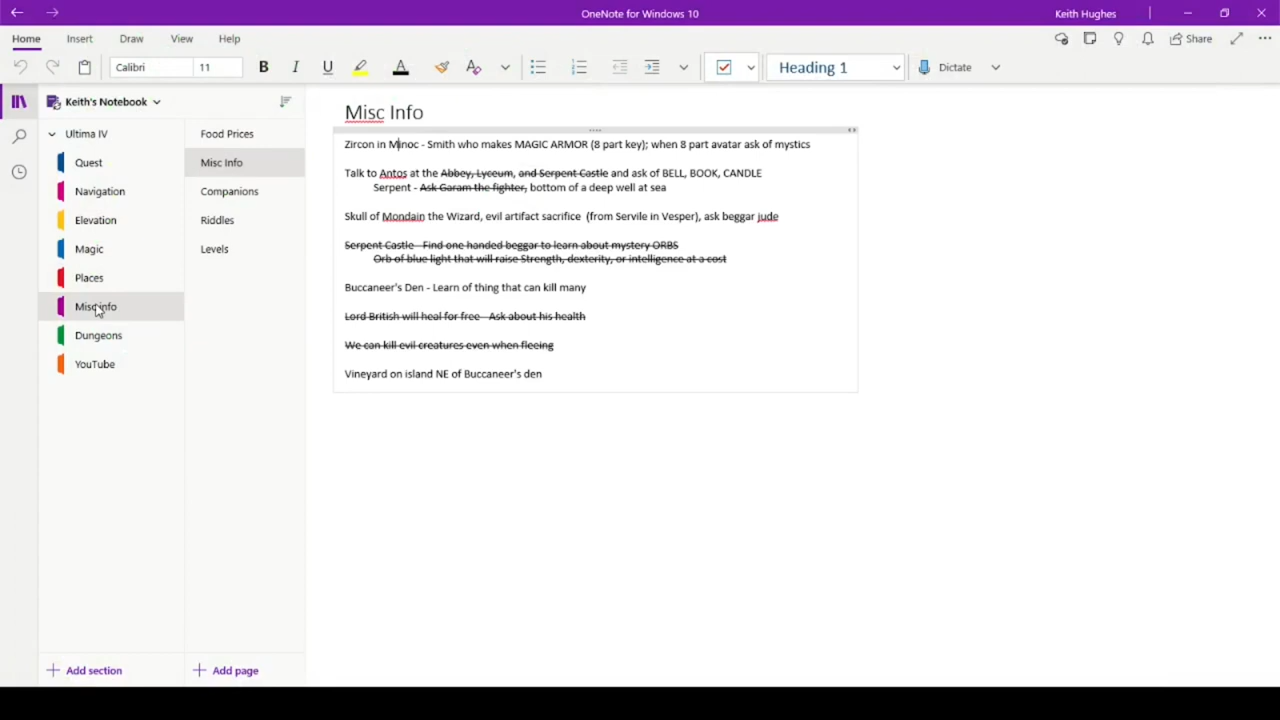 OneNote for Windows 10
Keith Hughes
Home Insert Draw View Help
Share
Calibri 11 B I U A Heading 1 Dictate
Keith's Notebook
Ultima IV
Quest
Navigation
Elevation
Magic
Places
Misc info
Dungeons
YouTube
Add section
Food Prices
Misc Info
Companions
Riddles
Levels
Add page
Misc Info
Zircon in Minoc - Smith who makes MAGIC ARMOR (8 part key); when 8 part avatar ask of mystics
Talk to Antos at the Abbey, Lyceum, and Serpent Castle and ask of BELL, BOOK, CANDLE
Serpent - Ask Garam the fighter, bottom of a deep well at sea
Skull of Mondain the Wizard, evil artifact sacrifice (from Servile in Vesper), ask beggar jude
Serpent Castle - Find one handed beggar to learn about mystery ORBS
Orb of blue light that will raise Strength, dexterity, or intelligence at a cost
Buccaneer's Den - Learn of thing that can kill many
Lord British will heal for free - Ask about his health
We can kill evil creatures even when fleeing
Vineyard on island NE of Buccaneer's den